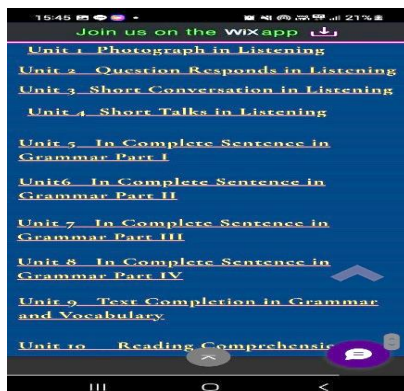 15:45 21%
Join us on the WiX app
Unit 1 Photograph in Listening
Unit 2 Question Responds in Listening
Unit 3 Short Conversation in Listening
Unit 4 Short Talks in Listening
Unit 5 In Complete Sentence in
Grammar Part I
Unit6 In Complete Sentence in
Grammar Part II
Unit 7 In Complete Sentence in
Grammar Part III
Unit 8 In Complete Sentence in
Grammar Part IV
Unit 9 Text Completion in Grammar
and Vocabulary
Unit 10 Reading